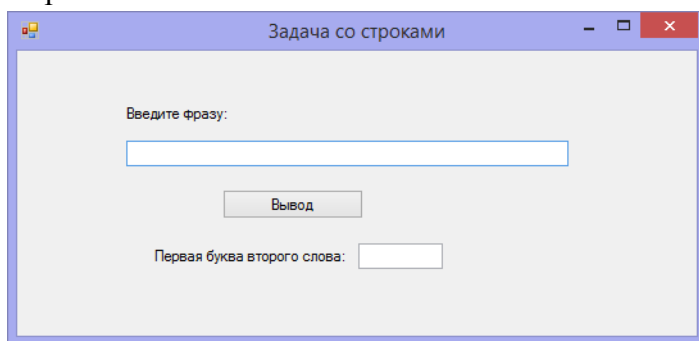 Задача со строками
Введите фразу:
Вывод
Первая буква второго слова: